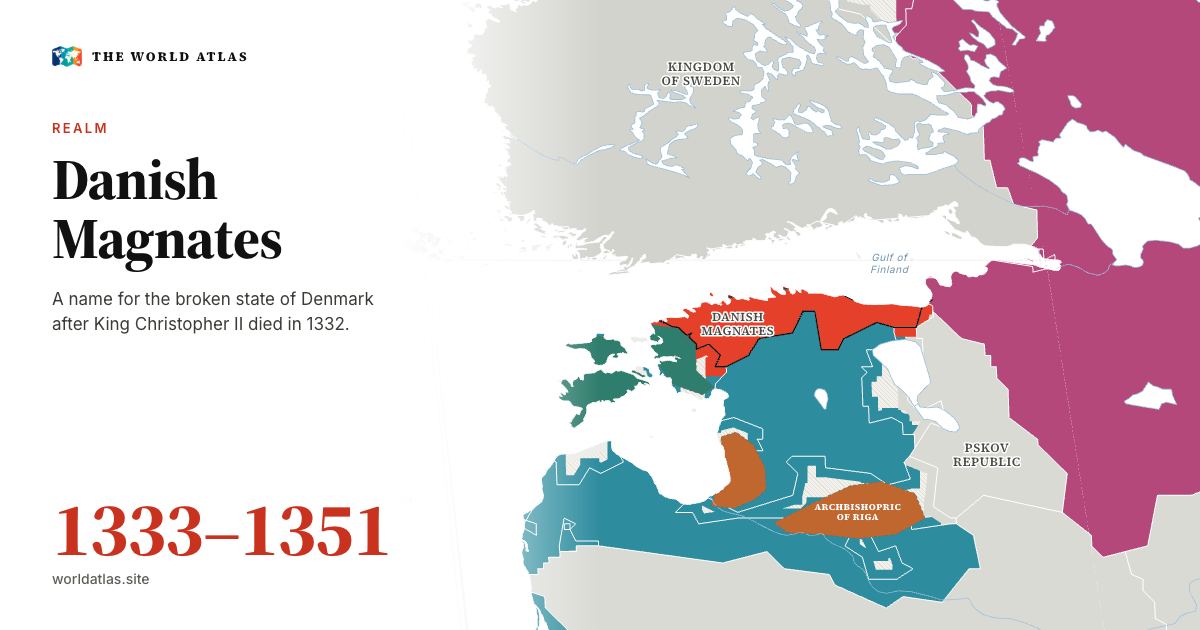 THE WORLD ATLAS
REALM
Danish
Magnates
A name for the broken state of Denmark
after King Christopher II died in 1332.
1333–1351
worldatlas.site
KINGDOM
OF SWEDEN
Gulf of
Finland
DANISH
MAGNATES
PSKOV
REPUBLIC
ARCHBISHOPRIC
OF RIGA